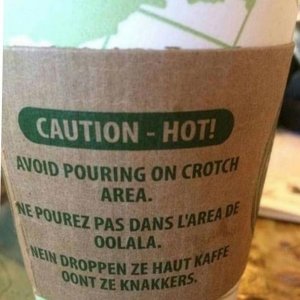 CAUTION - HOT!
AVOID POURING ON CROTCH
AREA.
NE POUREZ PAS DANS L'AREA DE
OOLALA.
NEIN DROPPEN ZE HAUT KAFFE
OONT ZE KNAKKERS.